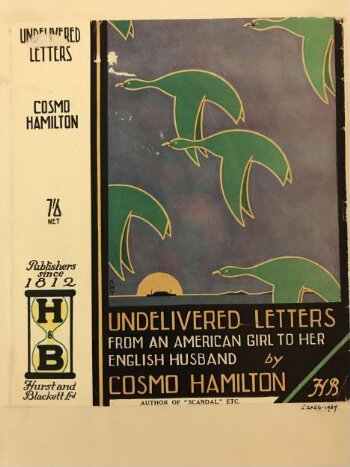 UNDELIVERED
LETTERS
COSMO
HAMILTON
7/6
NET
Publishers
since
1812
H
&
B
Hurst and
Blackett Ltd
UNDELIVERED LETTERS
FROM AN AMERICAN GIRL TO HER
ENGLISH HUSBAND by
COSMO HAMILTON
HB
AUTHOR OF "SCANDAL," ETC.